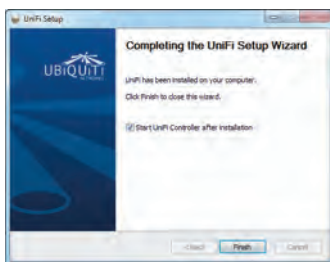 UniFi Setup
Completing the UniFi Setup Wizard
UBIQUITI
NETWORKS
UniFi has been installed on your computer.
Click Finish to close this wizard.
Start UniFi Controller after installation
< Back
Finish
Cancel